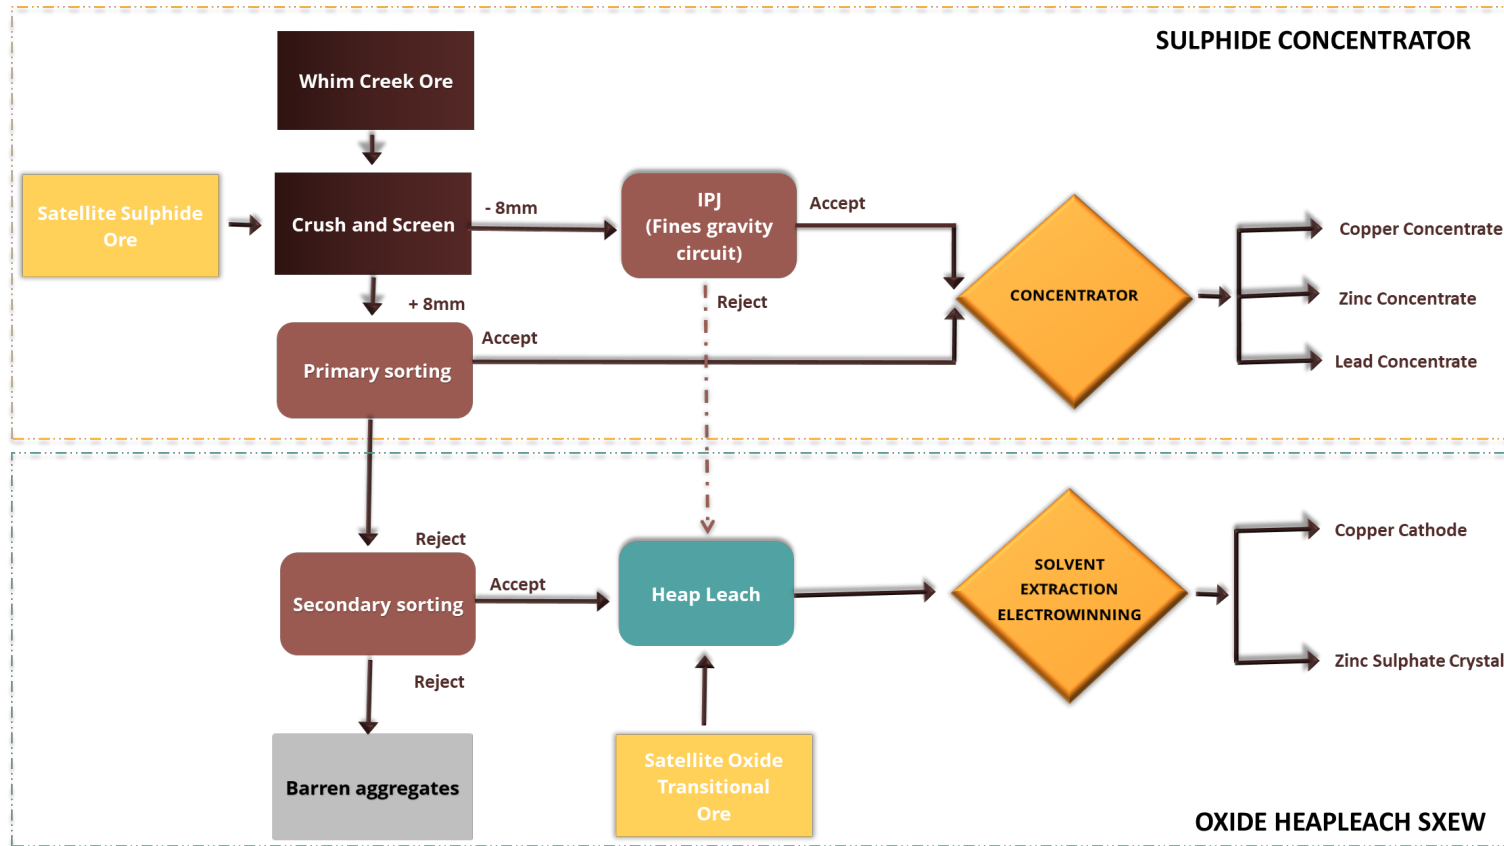 SULPHIDE CONCENTRATOR
Whim Creek Ore
Satellite Sulphide
Ore
Crush and Screen
- 8mm
IPJ
(Fines gravity
circuit)
Accept
Reject
+ 8mm
Primary sorting
Accept
CONCENTRATOR
Copper Concentrate
Zinc Concentrate
Lead Concentrate
Reject
Secondary sorting
Accept
Heap Leach
SOLVENT
EXTRACTION
ELECTROWINNING
Copper Cathode
Zinc Sulphate Crystal
Reject
Barren aggregates
Satellite Oxide
Transitional
Ore
OXIDE HEAPLEACH SXEW